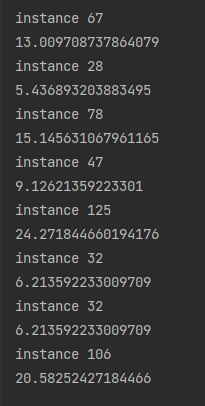 instance 67
13.009708737864079
instance 28
5.436893203883495
instance 78
15.145631067961165
instance 47
9.12621359223301
instance 125
24.271844660194176
instance 32
6.213592233009709
instance 32
6.213592233009709
instance 106
20.58252427184466